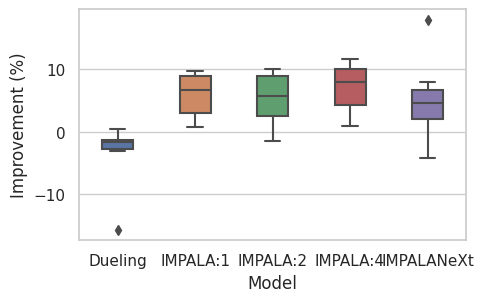 Improvement (%)
10
0
−10
Dueling IMPALA:1 IMPALA:2 IMPALA:4 IMPALANeXt
Model